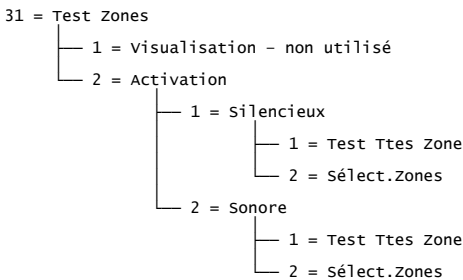 31 = Test Zones
1 = Visualisation – non utilisé
2 = Activation
1 = Silencieux
1 = Test Ttes Zone
2 = Sélect.Zones
2 = Sonore
1 = Test Ttes Zone
2 = Sélect.Zones